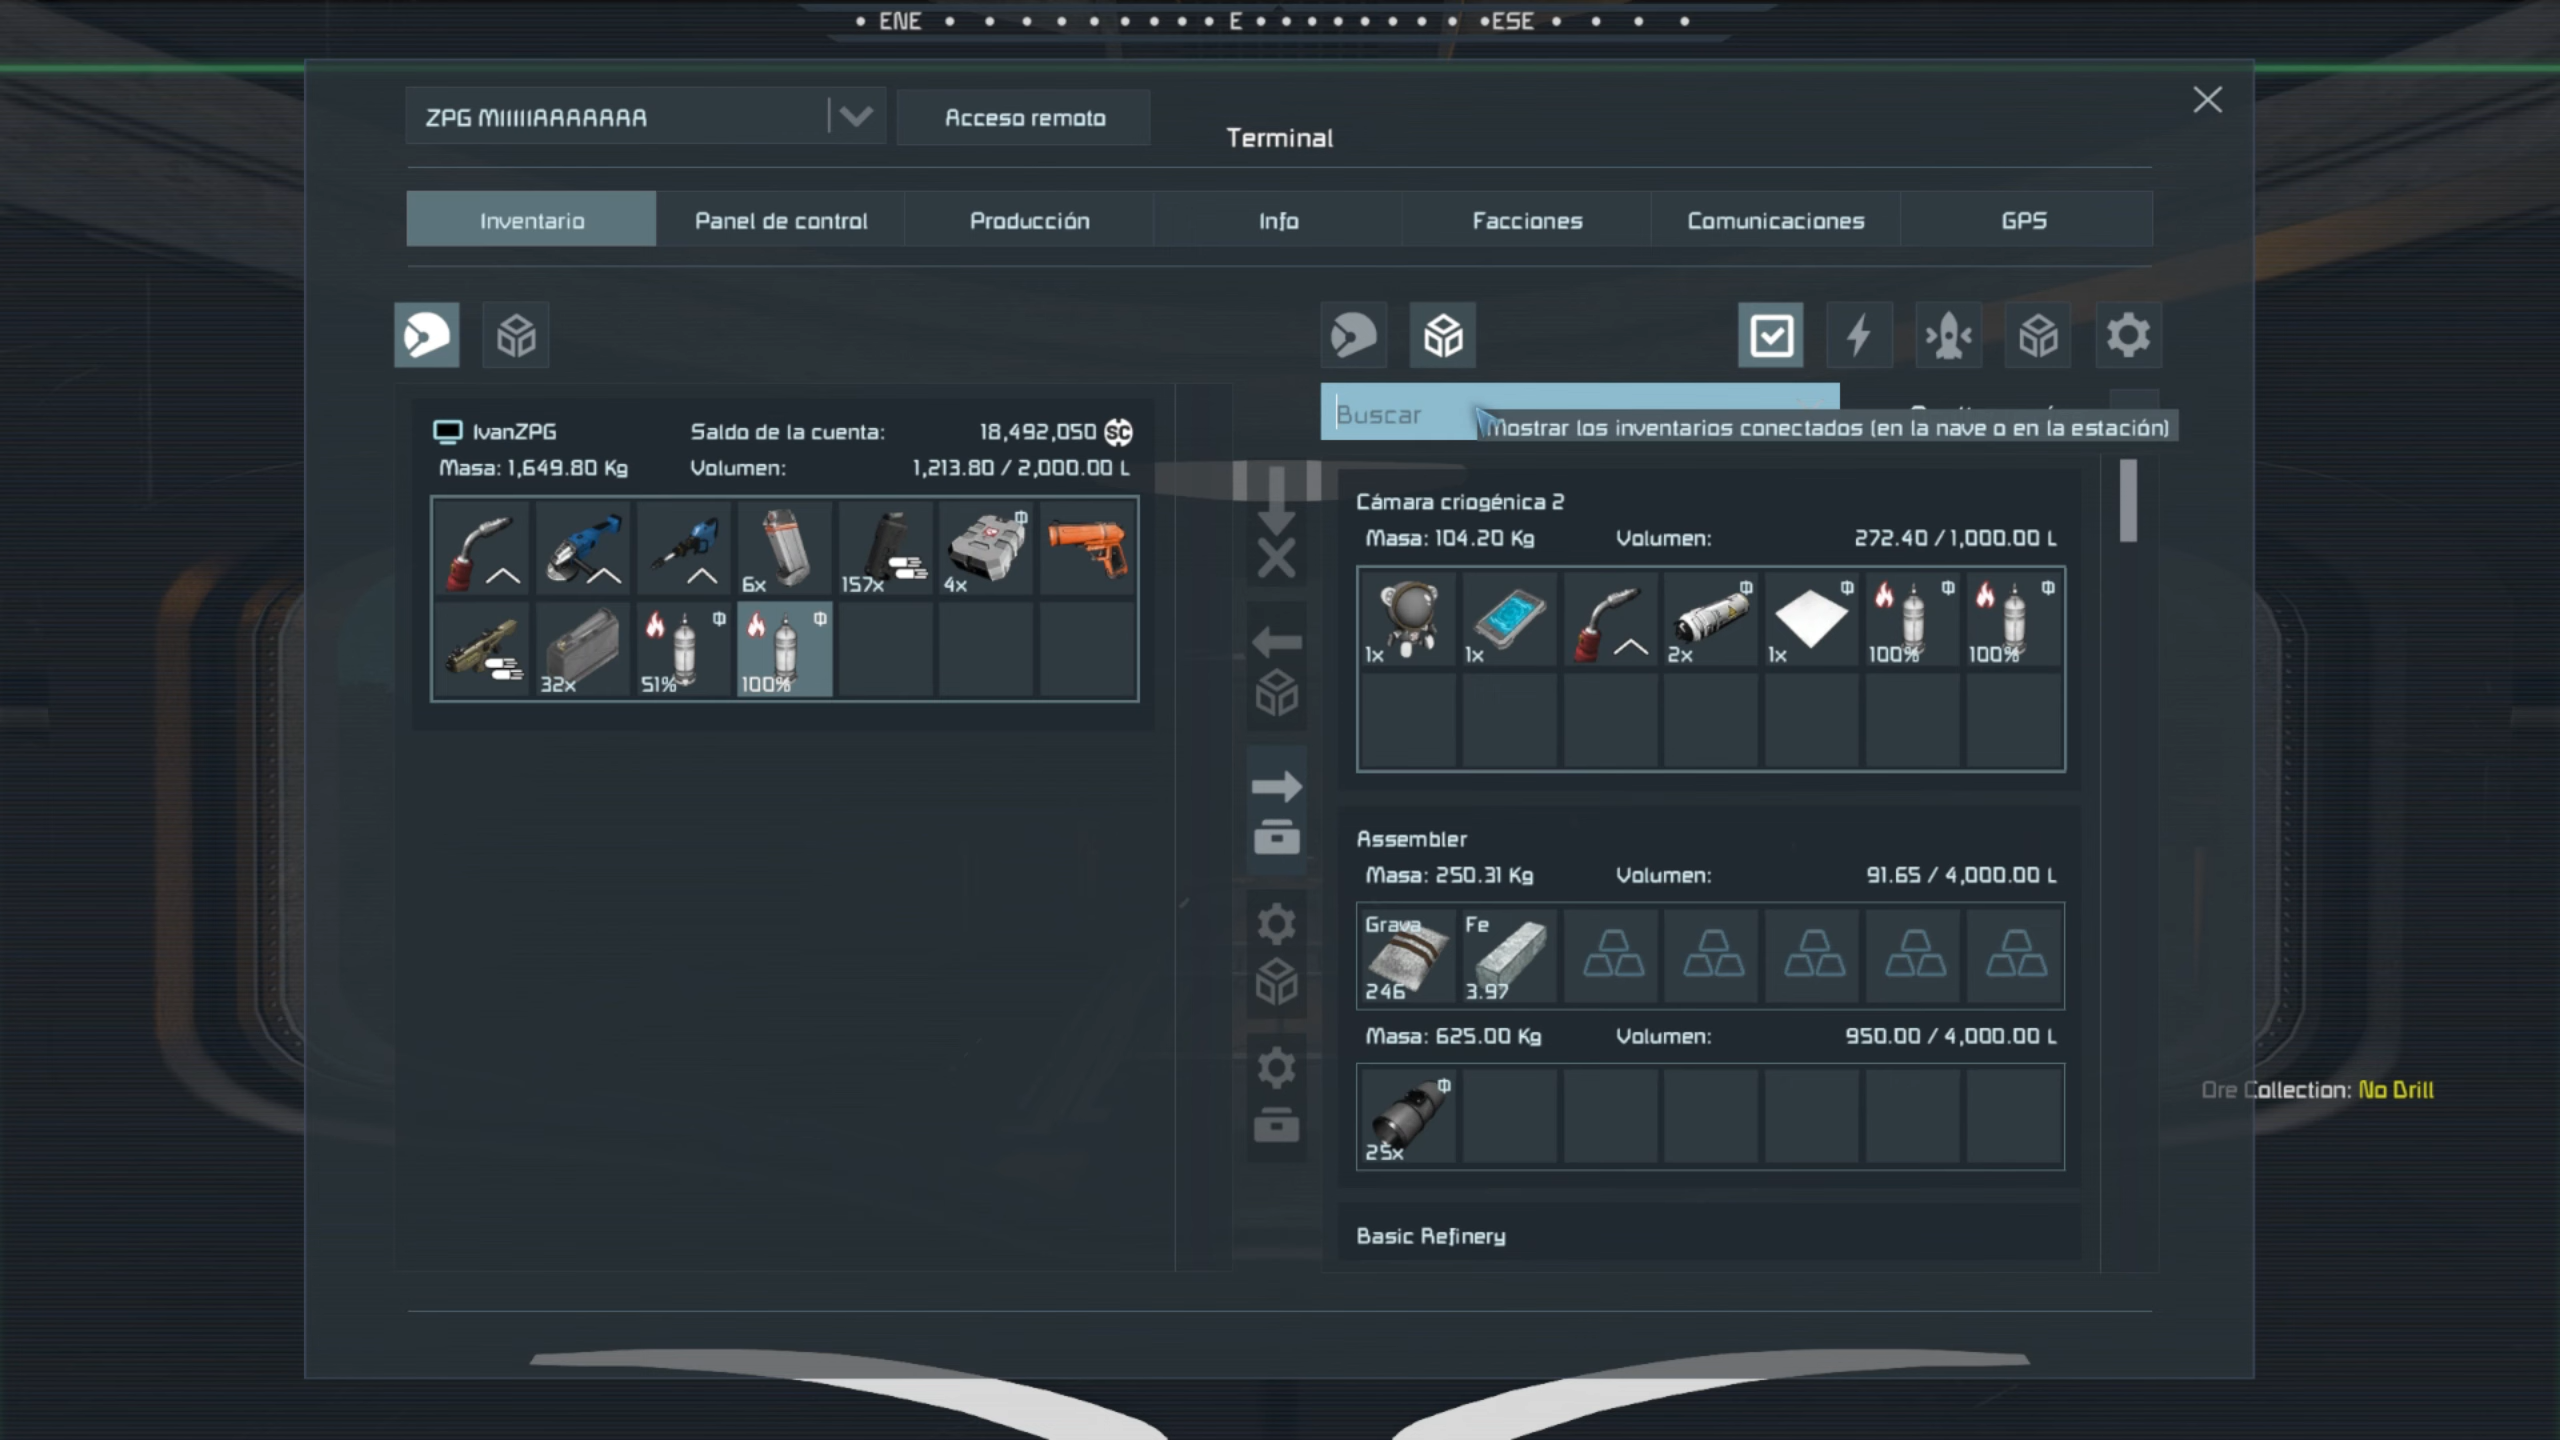 ENE E ESE
ZPG MIIIIIAAAAAAA
Acceso remoto
Terminal
Inventario
Panel de control
Producción
Info
Facciones
Comunicaciones
GPS
IvanZPG
Saldo de la cuenta: 18,492,050 SC
Masa: 1,649.80 Kg
Volumen: 1,213.80 / 2,000.00 L
6x
157x
4x
32x
51%
100%
Buscar
Mostrar los inventarios conectados (en la nave o en la estación)
Cámara criogénica 2
Masa: 104.20 Kg
Volumen: 272.40 / 1,000.00 L
1x
1x
2x
1x
100%
100%
Assembler
Masa: 250.31 Kg
Volumen: 91.65 / 4,000.00 L
Grava
Fe
246
3.97
Masa: 625.00 Kg
Volumen: 950.00 / 4,000.00 L
25x
Basic Refinery
Ore Collection: No Drill